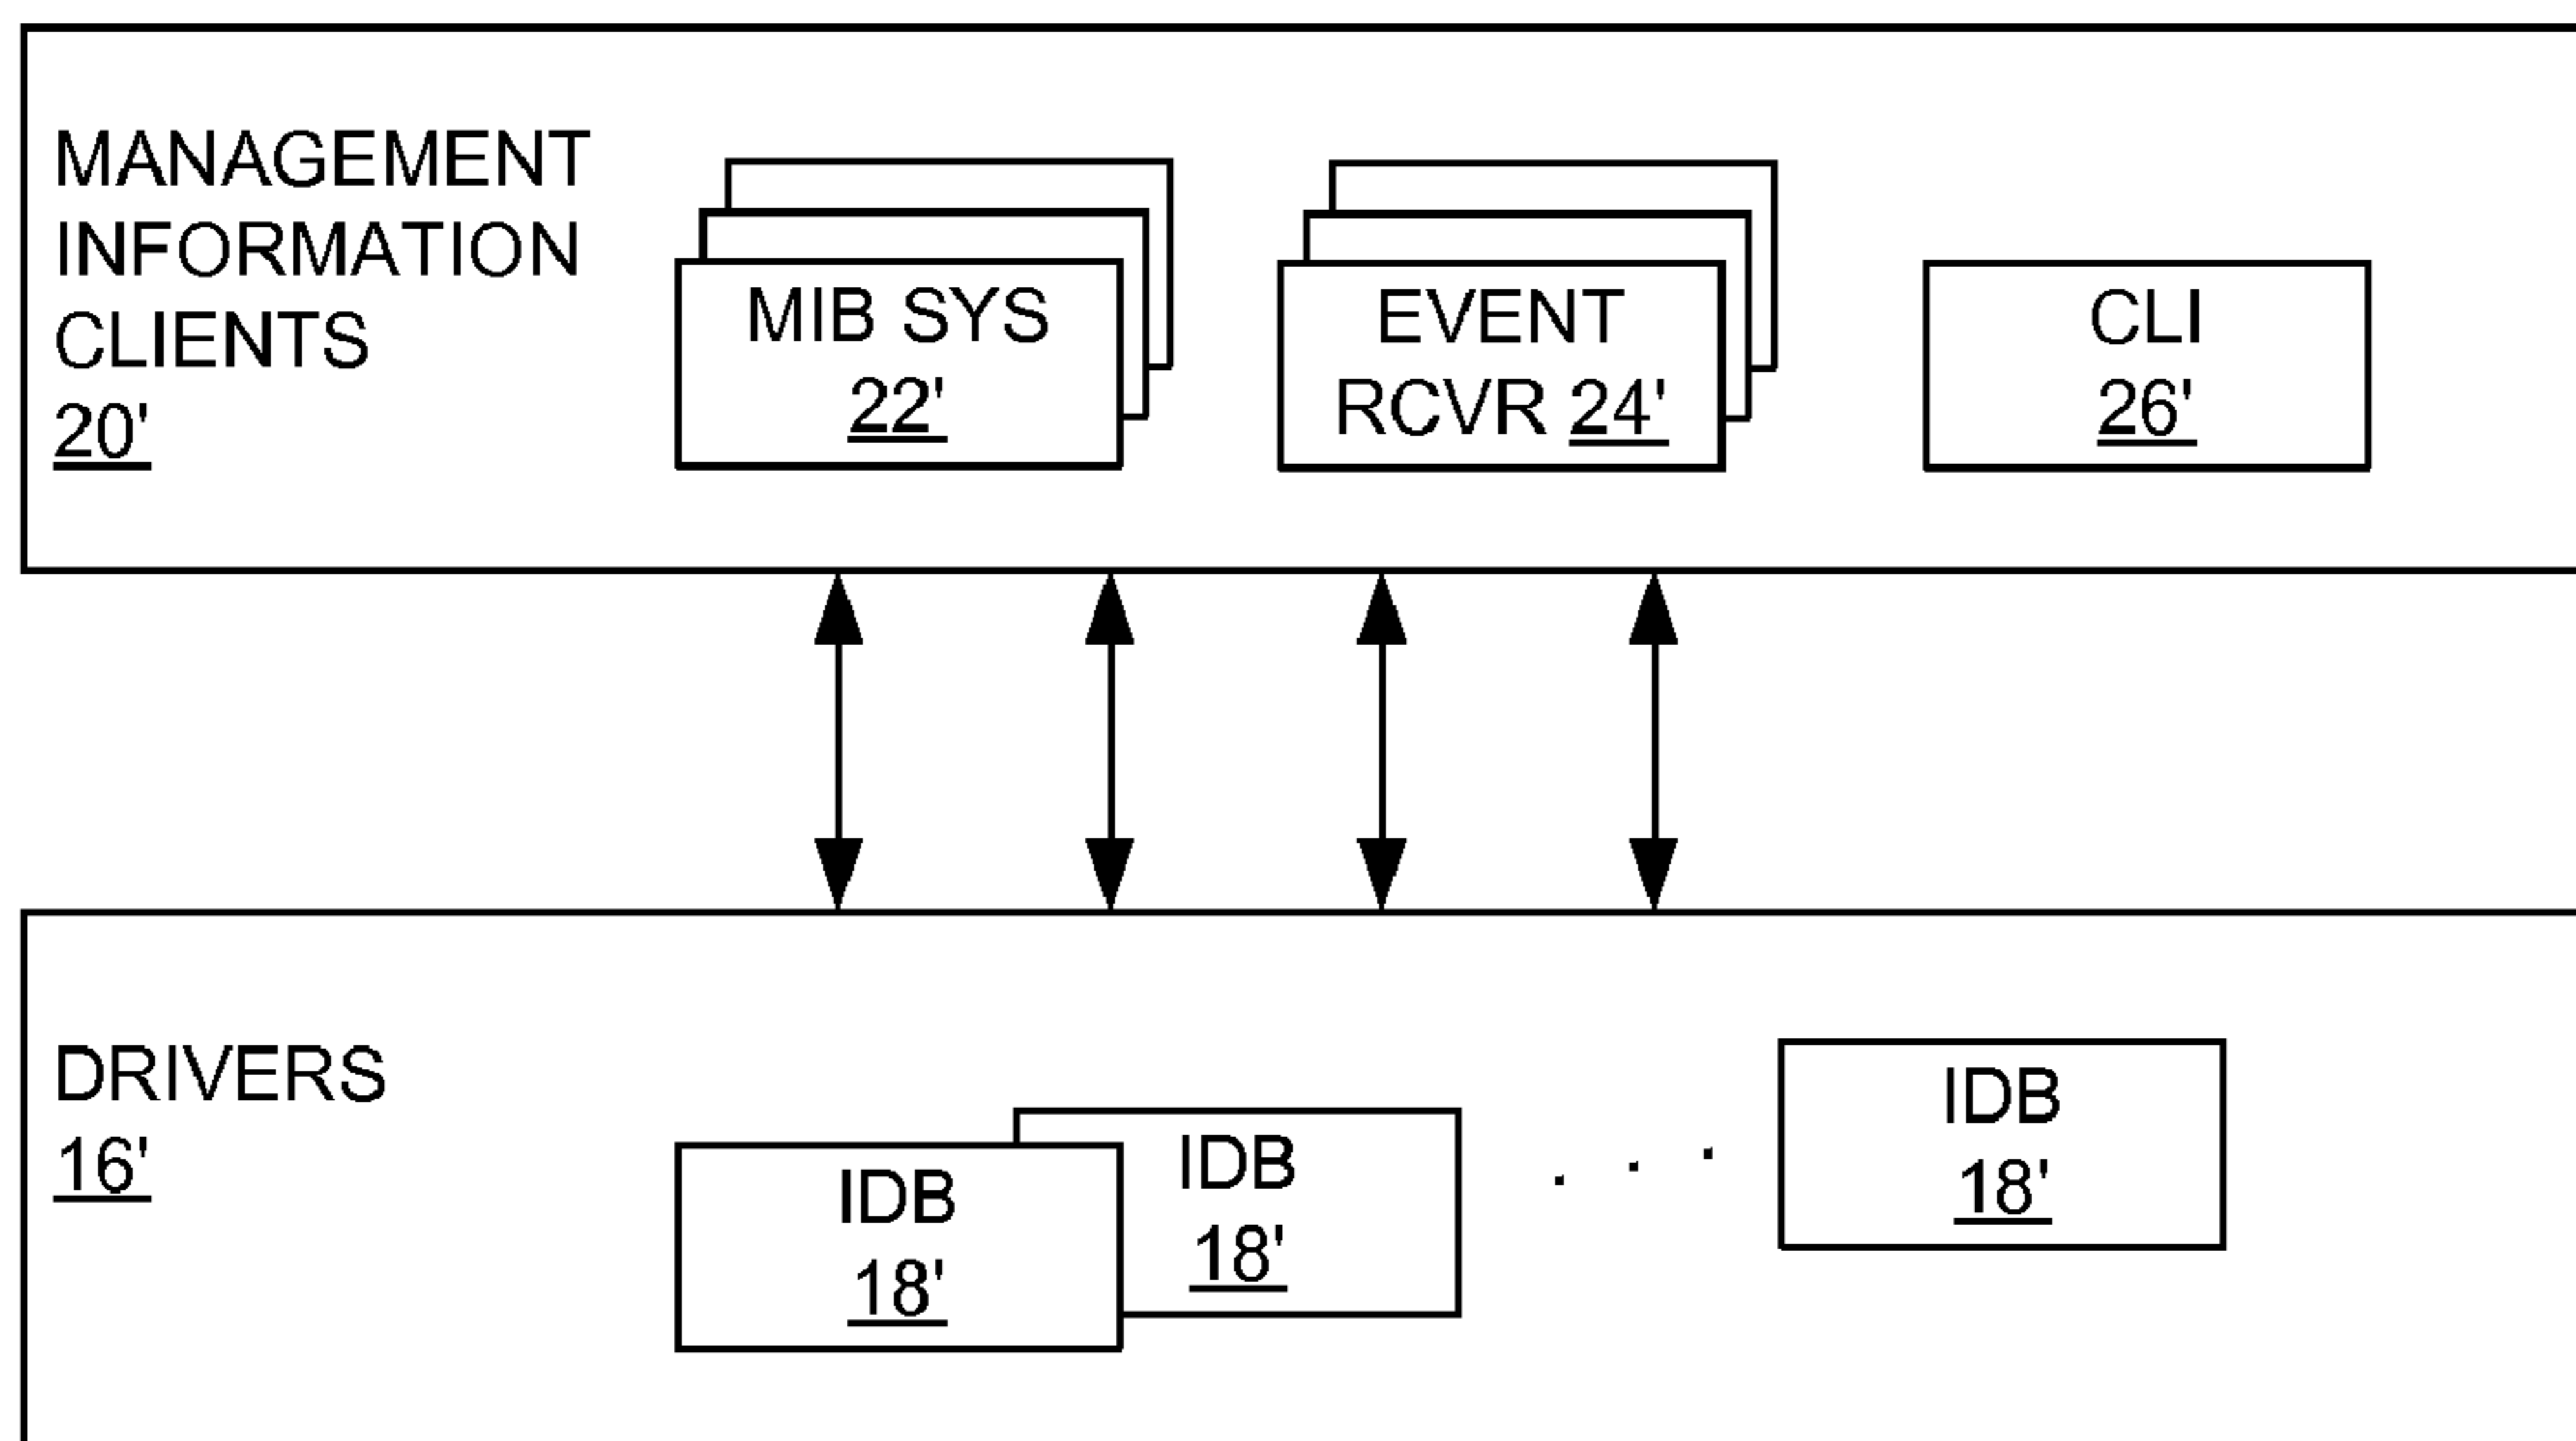 MANAGEMENT
INFORMATION
CLIENTS
20'
MIB SYS
22'
EVENT
RCVR 24'
CLI
26'
DRIVERS
16'
IDB
18'
IDB
18'
. . .
IDB
18'